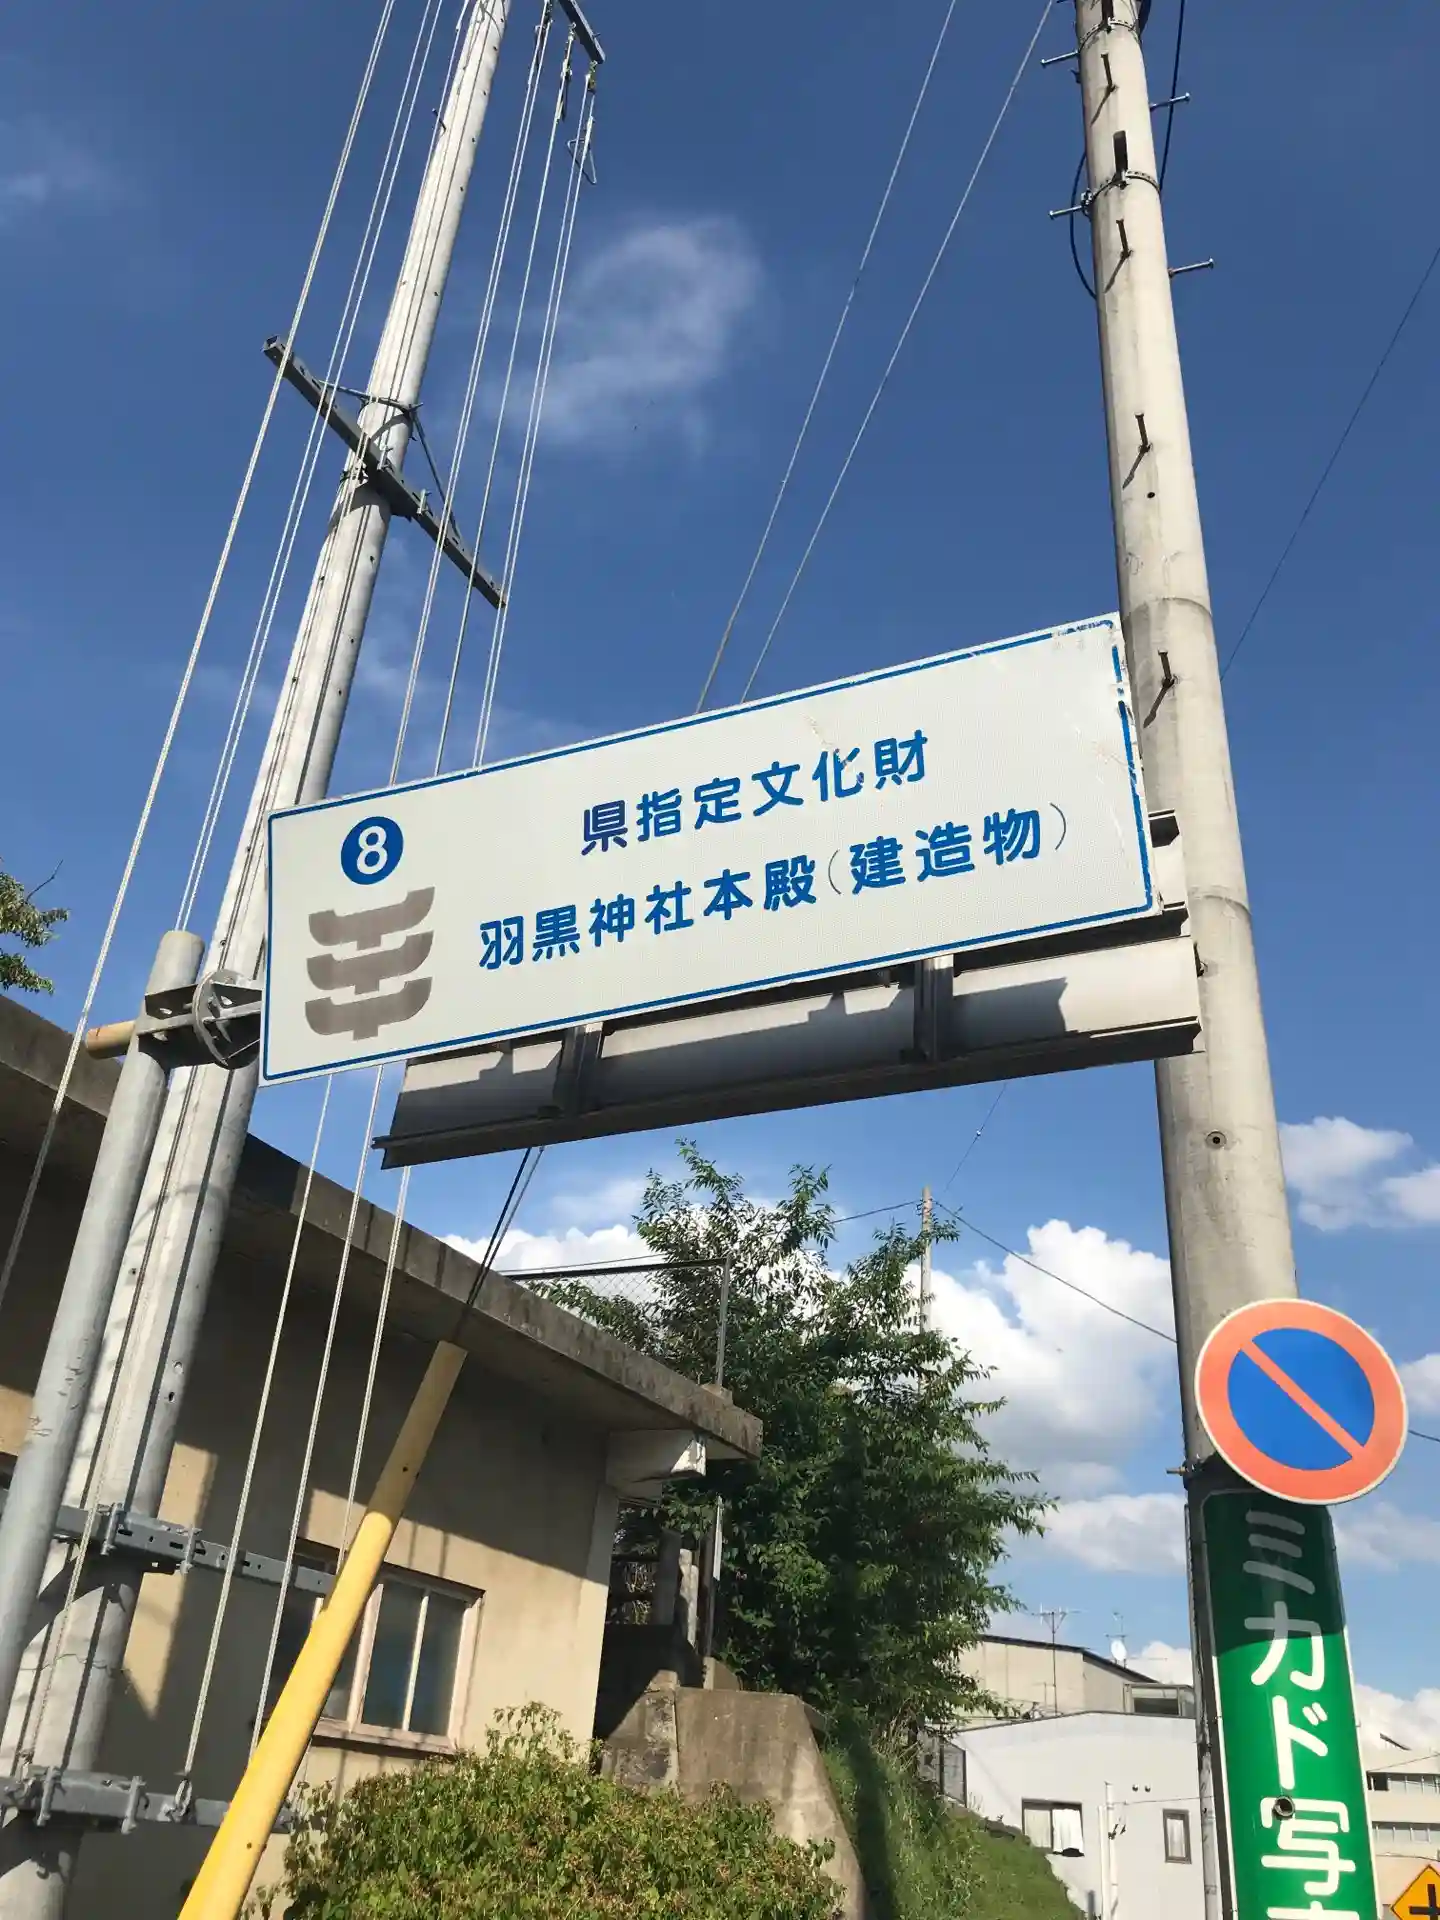 8
県指定文化財
羽黒神社本殿(建造物)
ミカド写